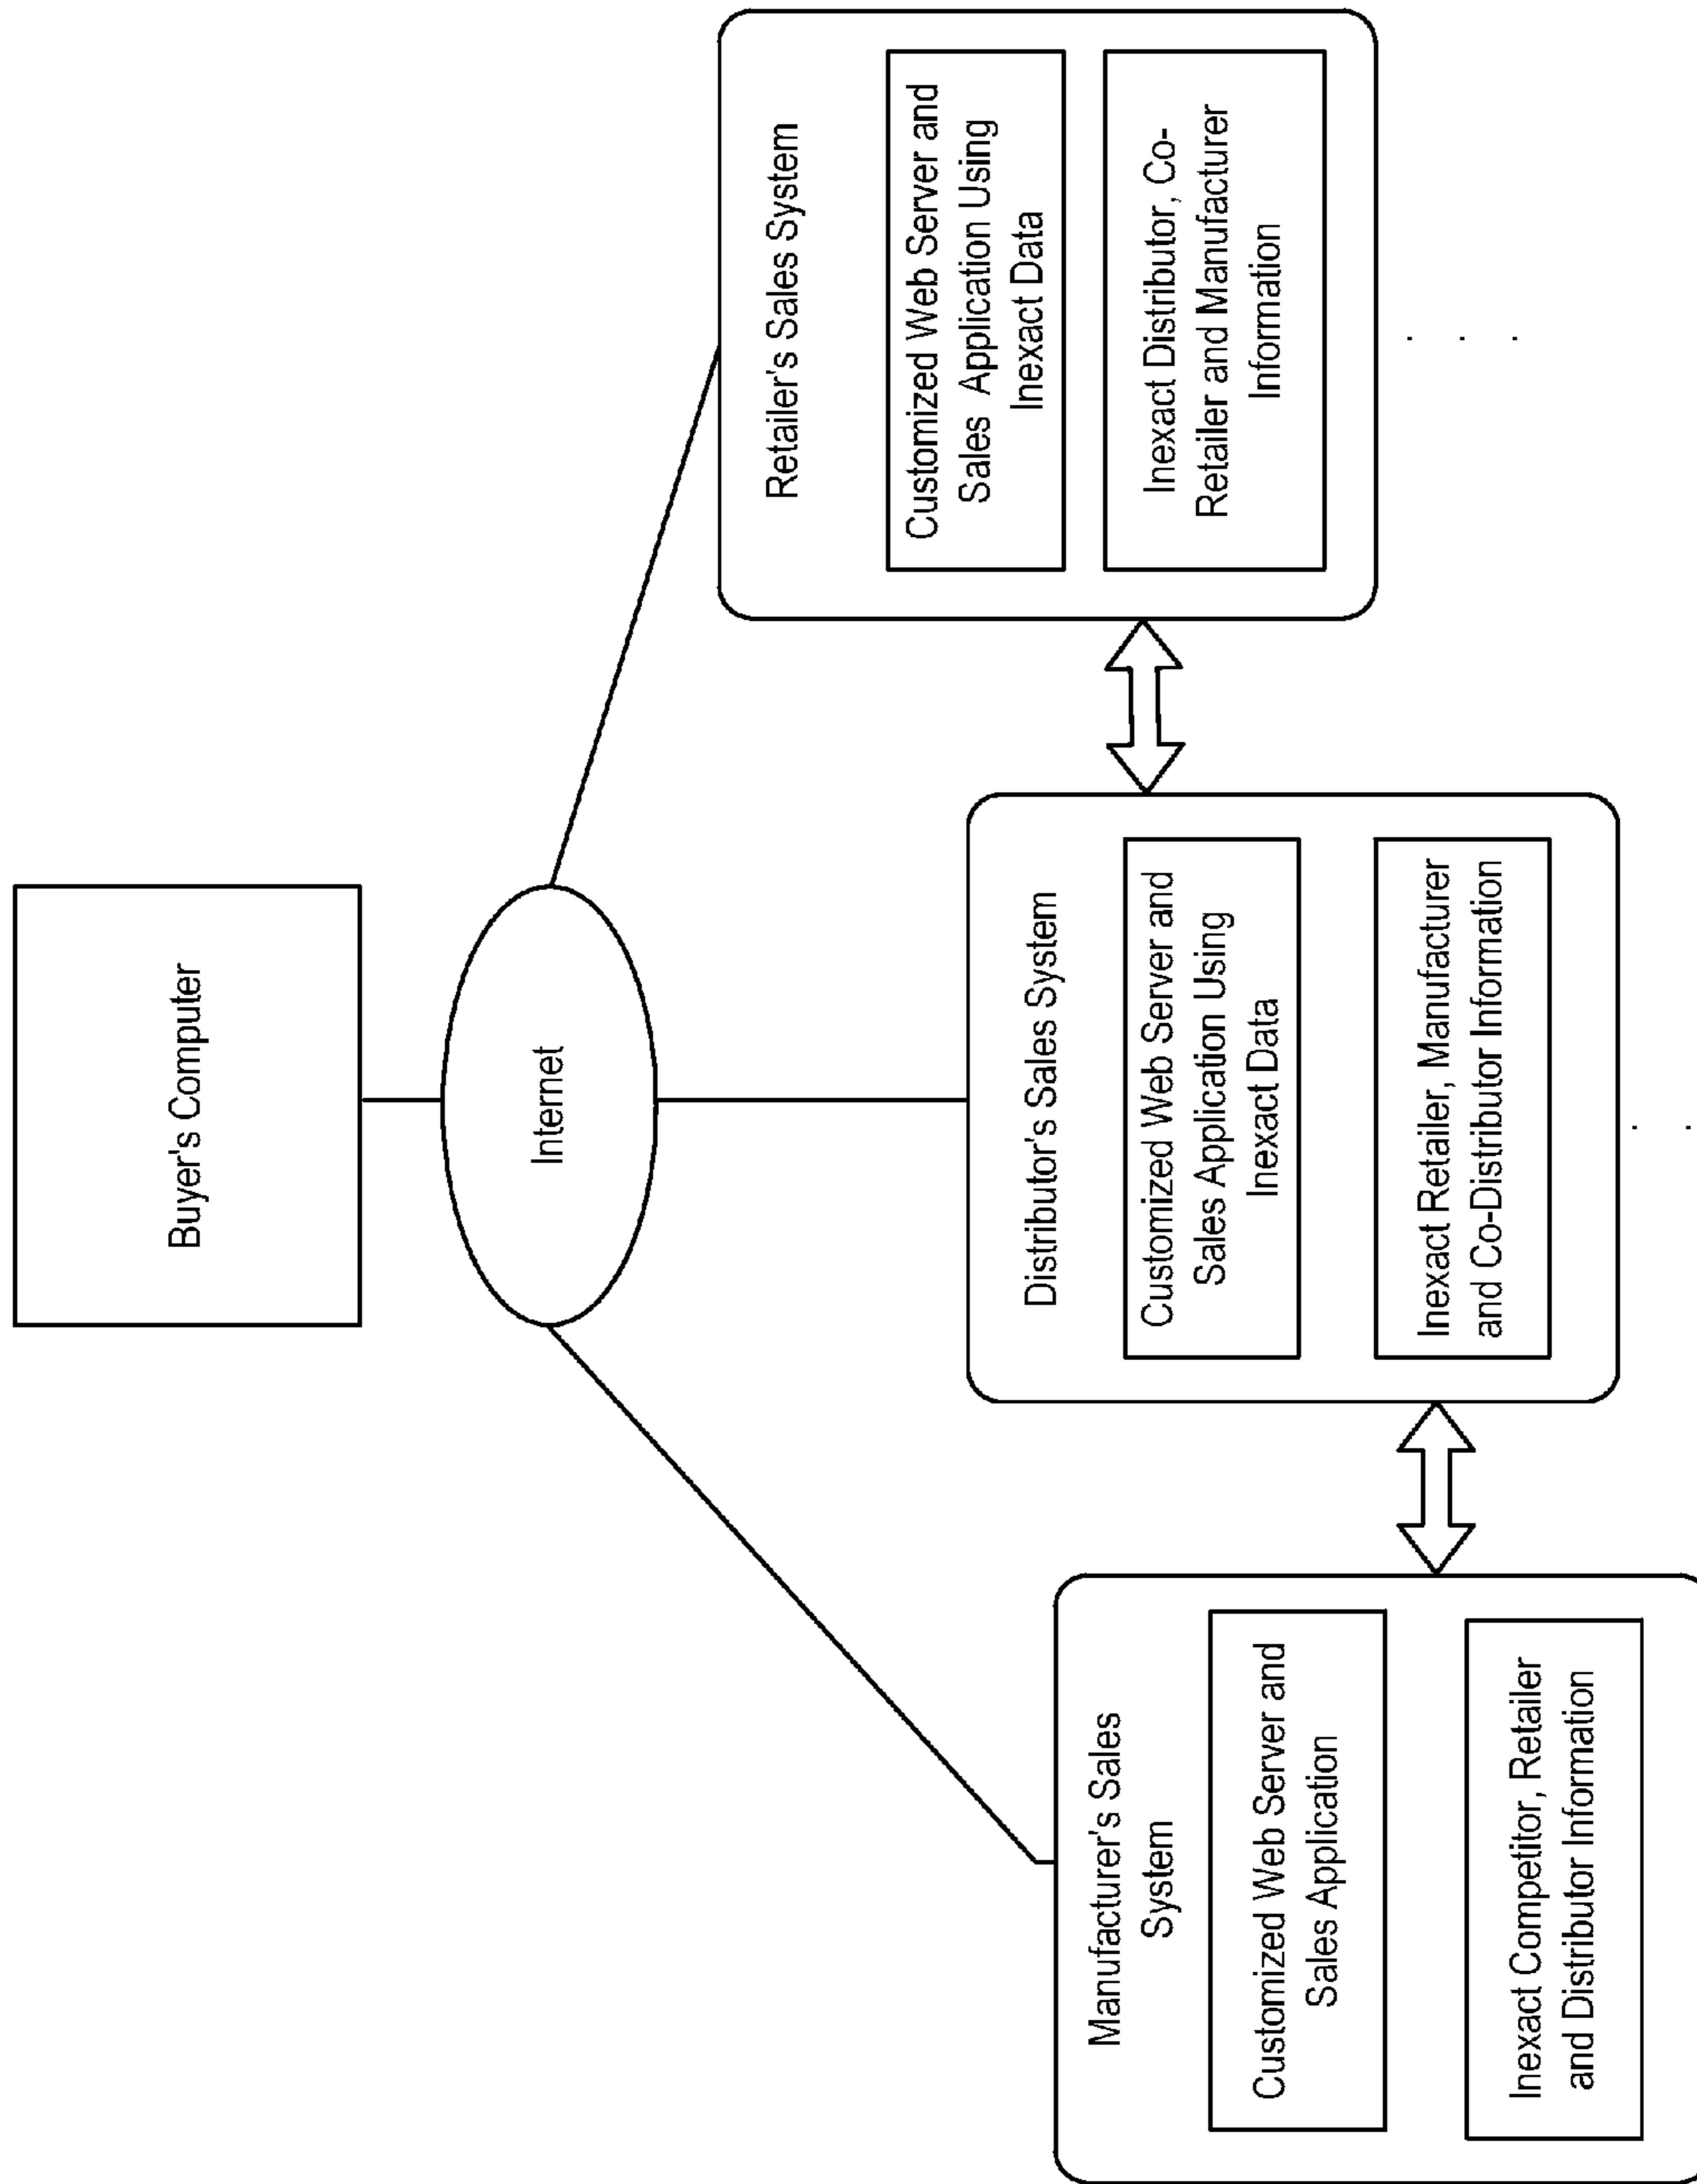 Buyer's Computer
Internet
Manufacturer's Sales
System
Customized Web Server and
Sales Application
Inexact Competitor, Retailer
and Distributor Information
Distributor's Sales System
Customized Web Server and
Sales Application Using
Inexact Data
Inexact Retailer, Manufacturer
and Co-Distributor Information
Retailer's Sales System
Customized Web Server and
Sales Application Using
Inexact Data
Inexact Distributor, Co-
Retailer and Manufacturer
Information